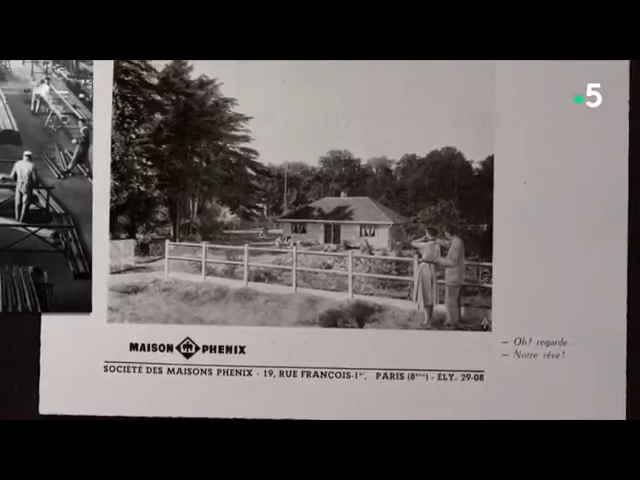 5
MAISON PHENIX
SOCIÉTÉ DES MAISONS PHENIX - 19, RUE FRANÇOIS-1er, PARIS (8ème) - ELY. 29-08
— Oh! regarde..
— Notre rêve!